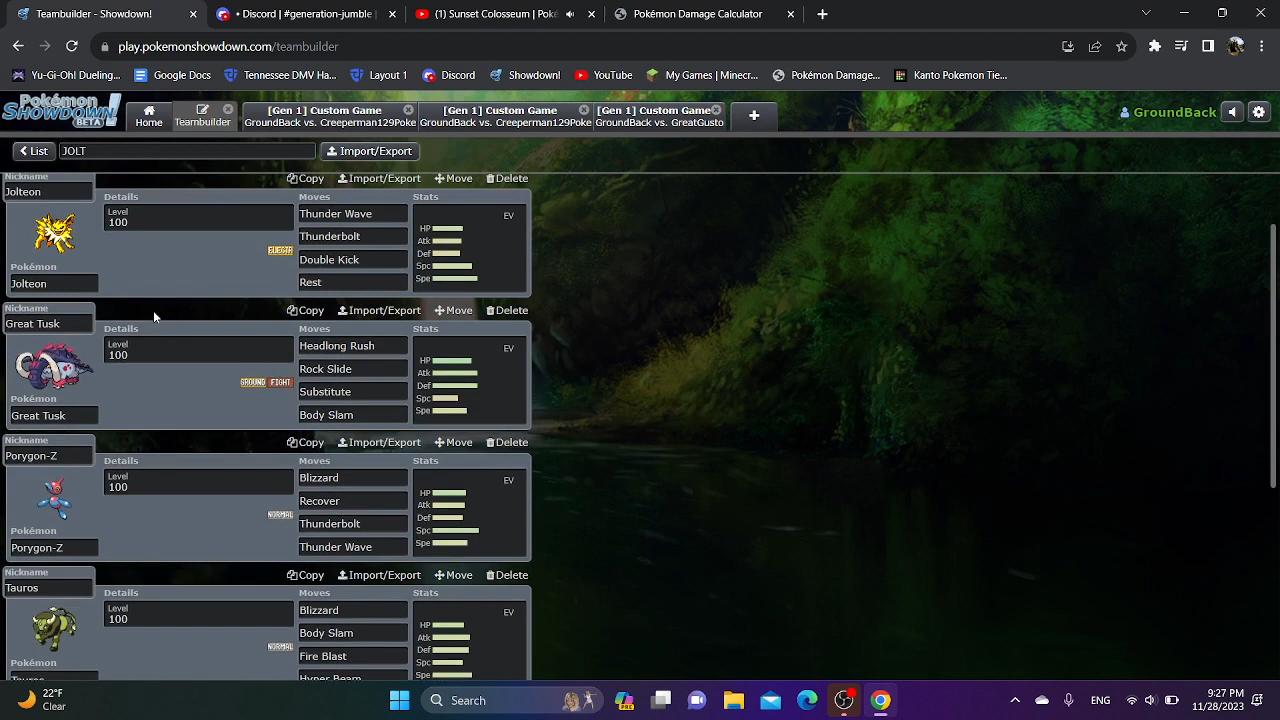 Teambuilder - Showdown!
• Discord | #generation-jumble |
(1) Sunset Colosseum | Poké
Pokémon Damage Calculator
play.pokemonshowdown.com/teambuilder
Yu-Gi-Oh! Dueling...
Google Docs
Tennessee DMV Ha...
Layout 1
Discord
Showdown!
YouTube
My Games | Minec...
Pokémon Damage...
Kanto Pokemon Tie...
Pokémon
SHOWDOWN!
BETA
Home
Teambuilder
[Gen 1] Custom Game
GroundBack vs. Creeperman129Poke
[Gen 1] Custom Game
GroundBack vs. Creeperman129Poke
[Gen 1] Custom Game
GroundBack vs. GreatGusto
GroundBack
List
JOLT
Import/Export
Nickname
Jolteon
Copy Import/Export Move Delete
Details
Moves
Stats
Level
100
ELECTR
Thunder Wave
Thunderbolt
Double Kick
Rest
EV
HP
Atk
Def
Spc
Spe
Pokémon
Jolteon
Nickname
Great Tusk
Copy Import/Export Move Delete
Details
Moves
Stats
Level
100
GROUND FIGHT
Headlong Rush
Rock Slide
Substitute
Body Slam
EV
HP
Atk
Def
Spc
Spe
Pokémon
Great Tusk
Nickname
Porygon-Z
Copy Import/Export Move Delete
Details
Moves
Stats
Level
100
NORMAL
Blizzard
Recover
Thunderbolt
Thunder Wave
EV
HP
Atk
Def
Spc
Spe
Pokémon
Porygon-Z
Nickname
Tauros
Copy Import/Export Move Delete
Details
Moves
Stats
Level
100
NORMAL
Blizzard
Body Slam
Fire Blast
Hyper Beam
EV
HP
Atk
Def
Spc
Spe
Pokémon
Tauros
22°F
Clear
Search
PRE
ENG
9:27 PM
11/28/2023